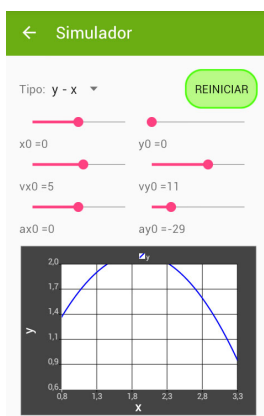 Simulador
Tipo: y - x
REINICIAR
x0 =0
y0 =0
vx0 =5
vy0 =11
ax0 =0
ay0 =-29
y
2,0
1,7
1,4
1,1
0,9
0,6
y
0,8 1,3 1,8 2,3 2,8 3,3
x